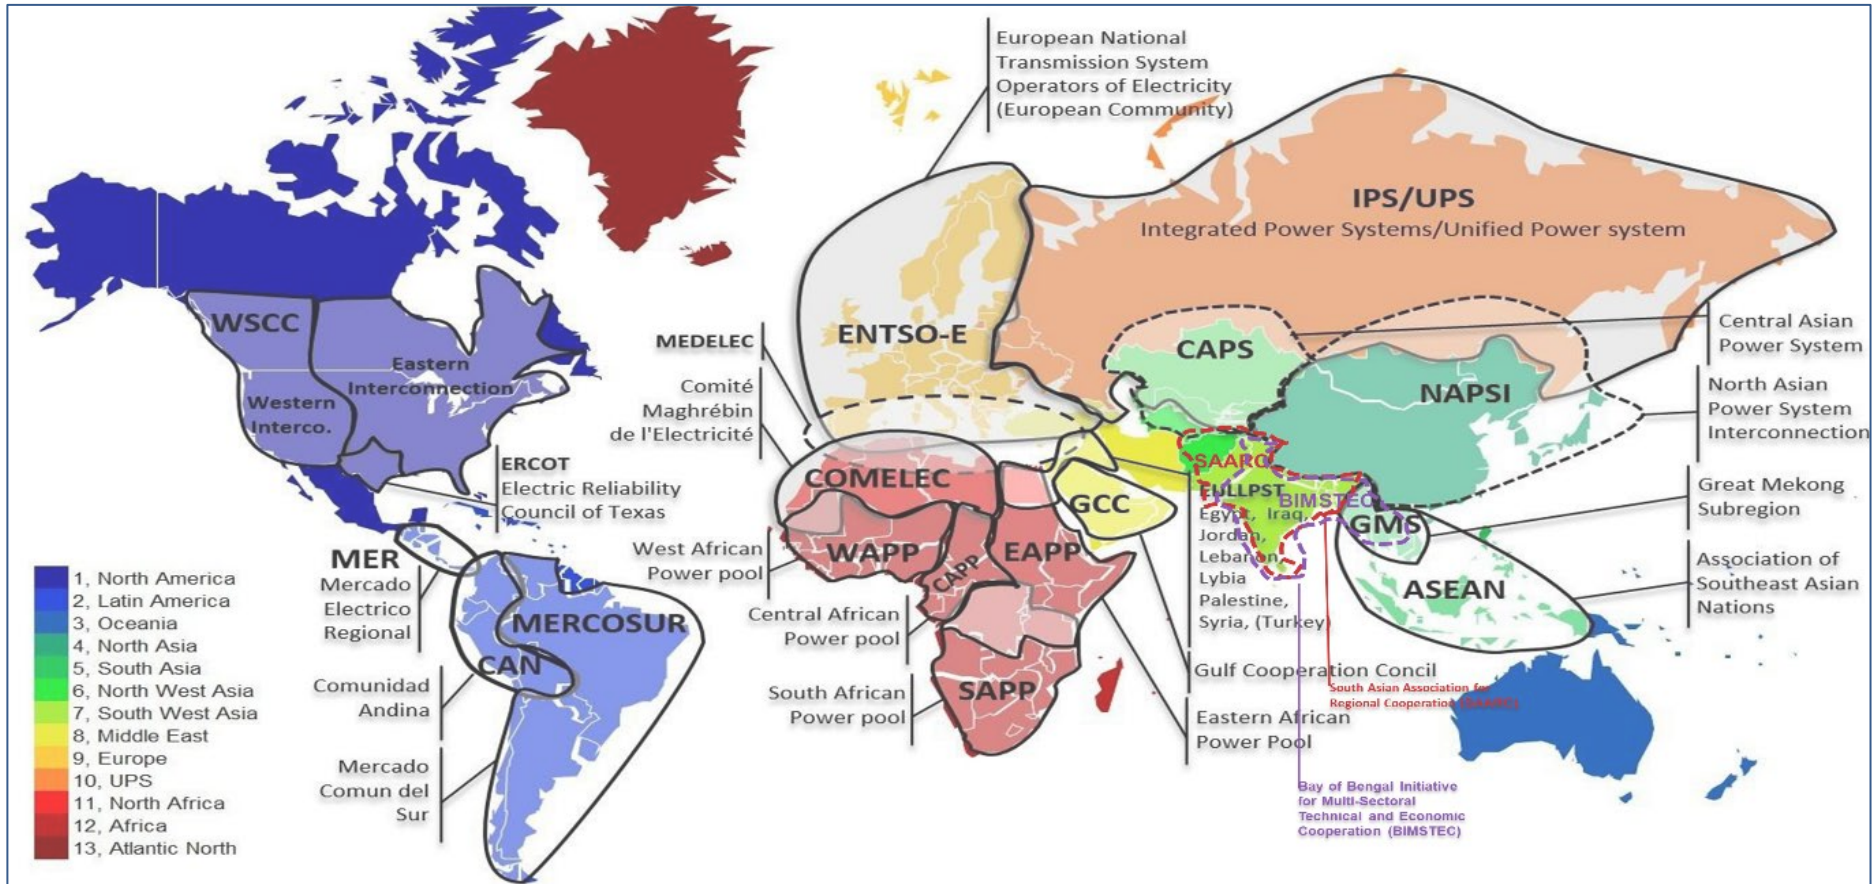 European National
Transmission System
Operators of Electricity
(European Community)
IPS/UPS
Integrated Power Systems/Unified Power system
WSCC
Eastern
Interconnection
Western
Interco.
ERCOT
Electric Reliability
Council of Texas
MEDELEC
Comité
Maghrébin
de l'Electricité
ENTSO-E
CAPS
NAPSI
Central Asian
Power System
North Asian
Power System
Interconnection
COMELEC
GCC
SAARC
EIJLLPST
Egypt, Iraq,
Jordan,
Lebanon,
Lybia
Palestine,
Syria, (Turkey)
BIMSTEC
GMS
Great Mekong
Subregion
ASEAN
Association of
Southeast Asian
Nations
MER
Mercado
Electrico
Regional
MERCOSUR
CAN
Comunidad
Andina
Mercado
Comun del
Sur
West African
Power pool
WAPP
CAPP
EAPP
Central African
Power pool
South African
Power pool
SAPP
Gulf Cooperation Concil
South Asian Association for
Regional Cooperation (SAARC)
Eastern African
Power Pool
Bay of Bengal Initiative
for Multi-Sectoral
Technical and Economic
Cooperation (BIMSTEC)
1, North America
2, Latin America
3, Oceania
4, North Asia
5, South Asia
6, North West Asia
7, South West Asia
8, Middle East
9, Europe
10, UPS
11, North Africa
12, Africa
13, Atlantic North